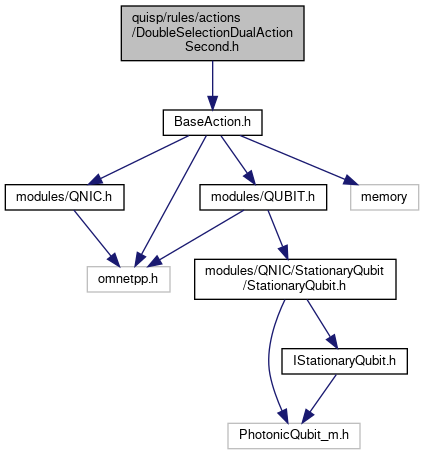 quisp/rules/actions
/DoubleSelectionDualAction
Second.h
BaseAction.h
modules/QNIC.h
modules/QUBIT.h
memory
omnetpp.h
modules/QNIC/StationaryQubit
/StationaryQubit.h
IStationaryQubit.h
PhotonicQubit_m.h